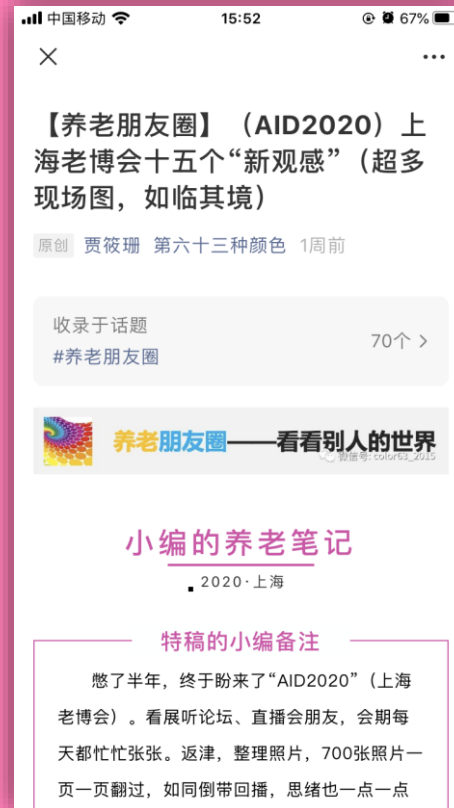 中国移动
15:52
67%
【养老朋友圈】（AID2020）上
海老博会十五个“新观感”（超多
现场图，如临其境）
原创 贾筱珊 第六十三种颜色 1周前
收录于话题
#养老朋友圈
70个
养老朋友圈——看看别人的世界
微信号: color63_2015
小编的养老笔记
2020·上海
特稿的小编备注
憋了半年，终于盼来了“AID2020”（上海
老博会）。看展听论坛、直播会朋友，会期每
天都忙忙张张。返津，整理照片，700张照片一
页一页翻过，如同倒带回播，思绪也一点一点